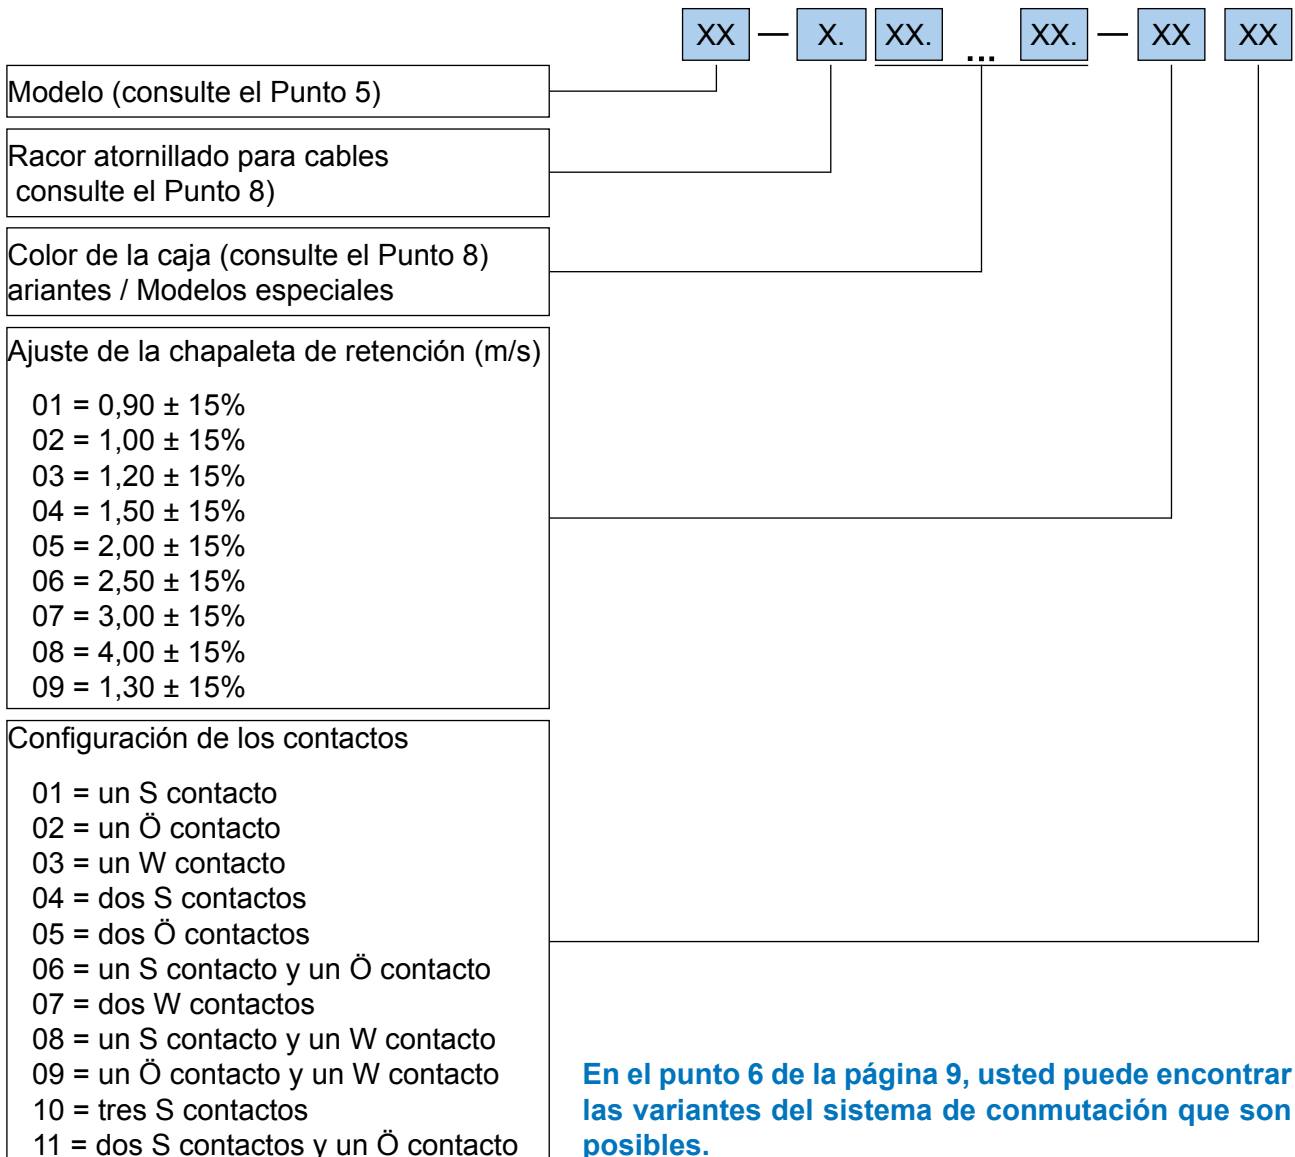 XX — X. XX. ... XX. — XX XX
Modelo (consulte el Punto 5)
Racor atornillado para cables
consulte el Punto 8)
Color de la caja (consulte el Punto 8)
ariantes / Modelos especiales
Ajuste de la chapaleta de retención (m/s)
01 = 0,90 ± 15%
02 = 1,00 ± 15%
03 = 1,20 ± 15%
04 = 1,50 ± 15%
05 = 2,00 ± 15%
06 = 2,50 ± 15%
07 = 3,00 ± 15%
08 = 4,00 ± 15%
09 = 1,30 ± 15%
Configuración de los contactos
01 = un S contacto
02 = un Ö contacto
03 = un W contacto
04 = dos S contactos
05 = dos Ö contactos
06 = un S contacto y un Ö contacto
07 = dos W contactos
08 = un S contacto y un W contacto
09 = un Ö contacto y un W contacto
10 = tres S contactos
11 = dos S contactos y un Ö contacto
En el punto 6 de la página 9, usted puede encontrar
las variantes del sistema de conmutación que son
posibles.